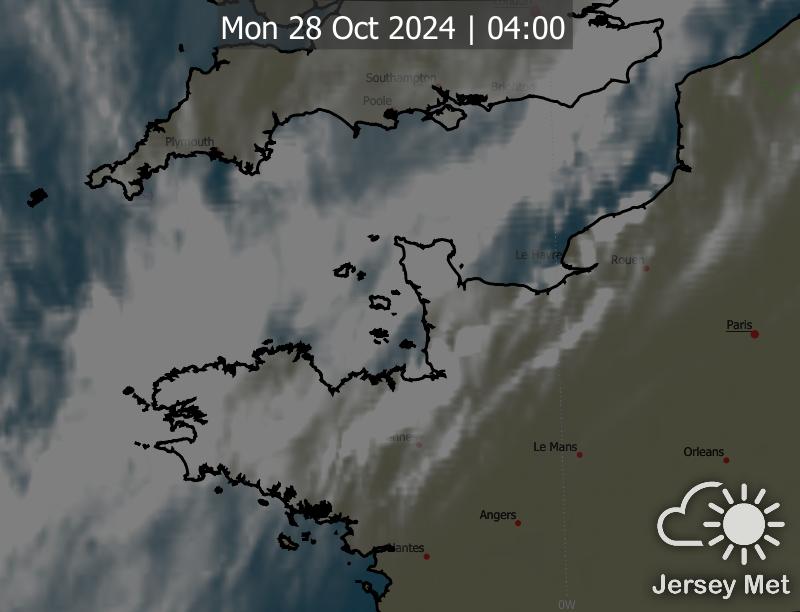 London
Mon 28 Oct 2024 | 04:00
Southampton
Poole
Plymouth
Le Havre
Rouen
Paris
Le Mans
Orleans
Angers
Nantes
Jersey Met
0W